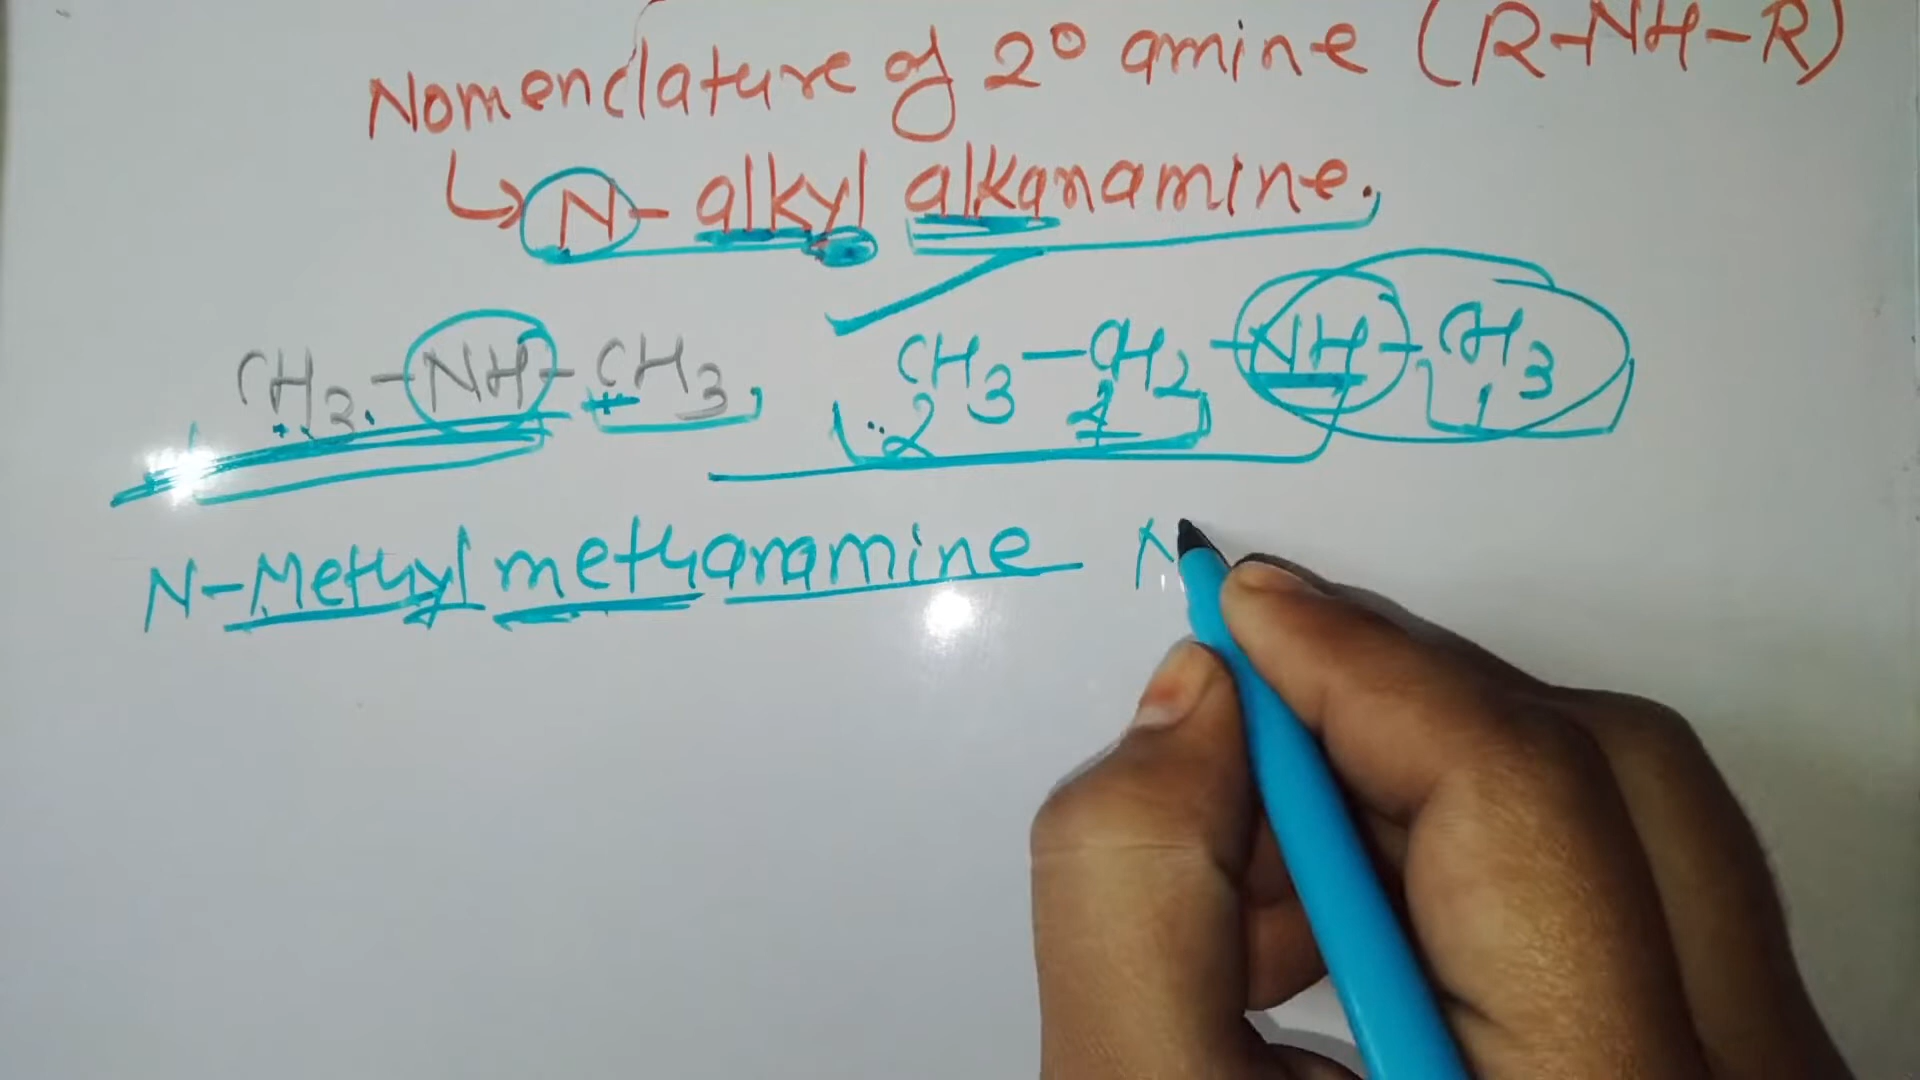 Nomenclature of 2° amine (R-NH-R)
↳ N- alkyl alkanamine.
CH3-NH-CH3 CH3-CH2-NH-CH3
2 1 1
N-Methyl methanamine N